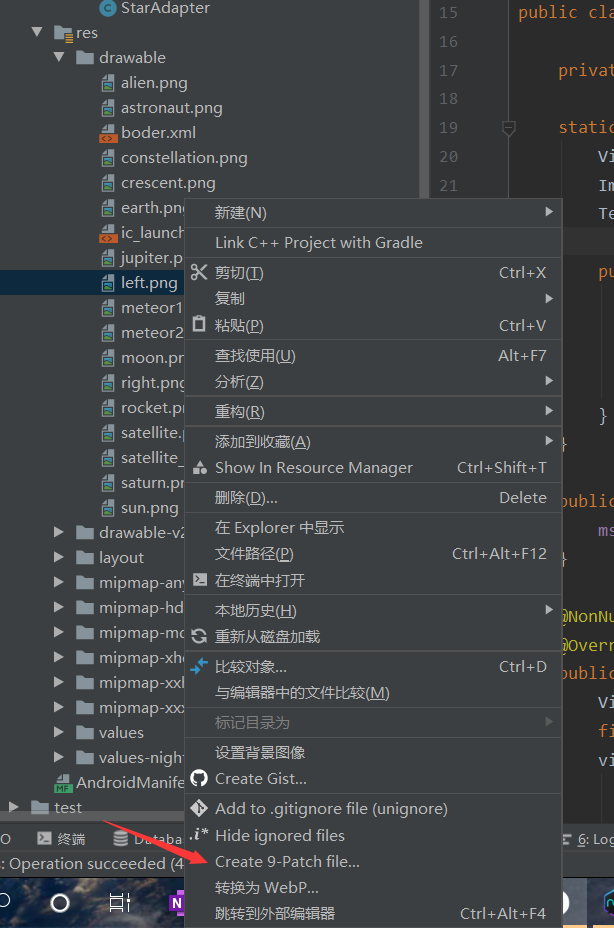 StarAdapter
res
drawable
alien.png
astronaut.png
boder.xml
constellation.png
crescent.png
earth.png
ic_launch
jupiter.p
left.png
meteor1
meteor2
moon.pr
right.png
rocket.pr
satellite.p
satellite_
saturn.pr
sun.png
drawable-v2
layout
mipmap-any
mipmap-hd
mipmap-mc
mipmap-xhc
mipmap-xxh
mipmap-xxx
values
values-night
AndroidManife
test
新建(N)
Link C++ Project with Gradle
剪切(T) Ctrl+X
复制
粘贴(P) Ctrl+V
查找使用(U) Alt+F7
分析(Z)
重构(R)
添加到收藏(A)
Show In Resource Manager Ctrl+Shift+T
删除(D)... Delete
在 Explorer 中显示
文件路径(P) Ctrl+Alt+F12
在终端中打开
本地历史(H)
重新从磁盘加载
比较对象... Ctrl+D
与编辑器中的文件比较(M)
标记目录为
设置背景图像
Create Gist...
Add to .gitignore file (unignore)
.i* Hide ignored files
Create 9-Patch file...
转换为 WebP...
跳转到外部编辑器 Ctrl+Alt+F4
15 public cla
16
17 privat
18
19 static
20 Vi
21 Im
Te
pu
}
}
public
ms
}
@NonNu
@Overr
public
Vi
fi
vi
O 终端 Databa
6: Log
: Operation succeeded (4
MF
N